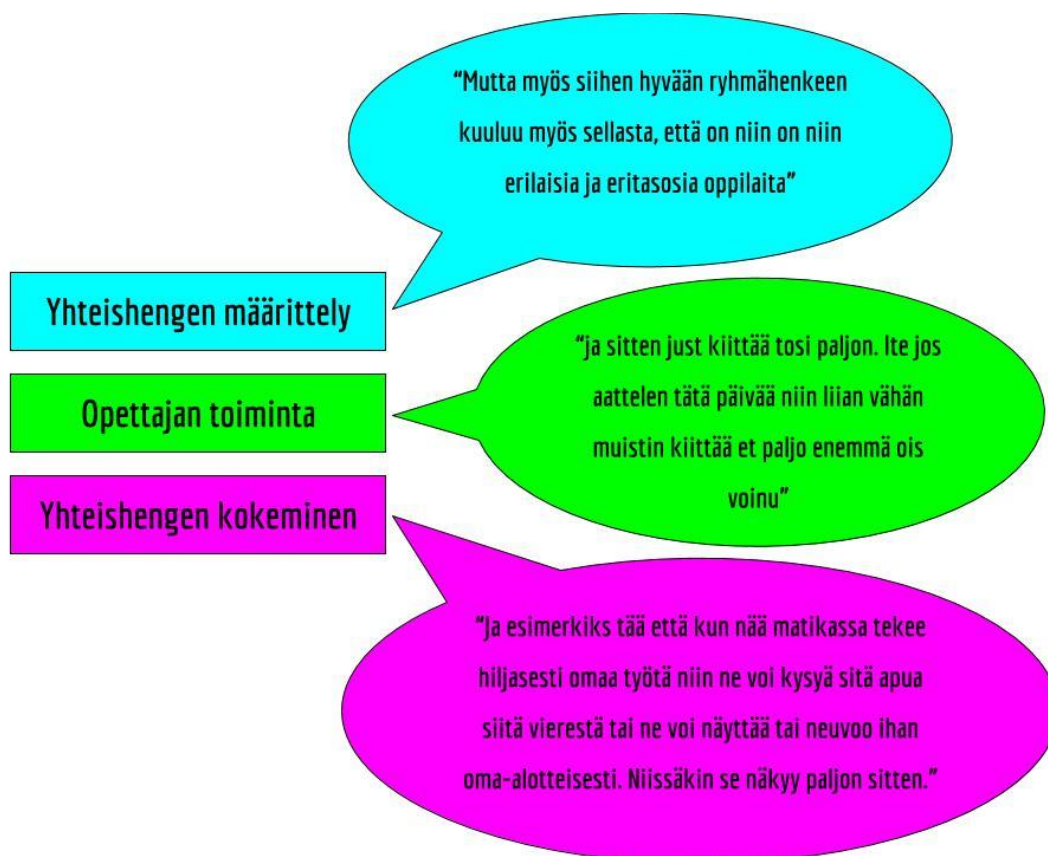 “Mutta myös siihen hyvään ryhmähenkeen
kuuluu myös sellasta, että on niin on niin
erilaisia ja eritasosia oppilaita”
Yhteishengen määrittely
“ja sitten just kiittää tosi paljon. Ite jos
aattelen tätä päivää niin liian vähän
muistin kiittää et paljo enemmä ois
voinu”
Opettajan toiminta
Yhteishengen kokeminen
“Ja esimerkiks tää että kun nää matikassa tekee
hiljasesti omaa työtä niin ne voi kysyä sitä apua
siitä vierestä tai ne voi näyttää tai neuvoo ihan
oma-alotteisesti. Niissäkin se näkyy paljon sitten.”